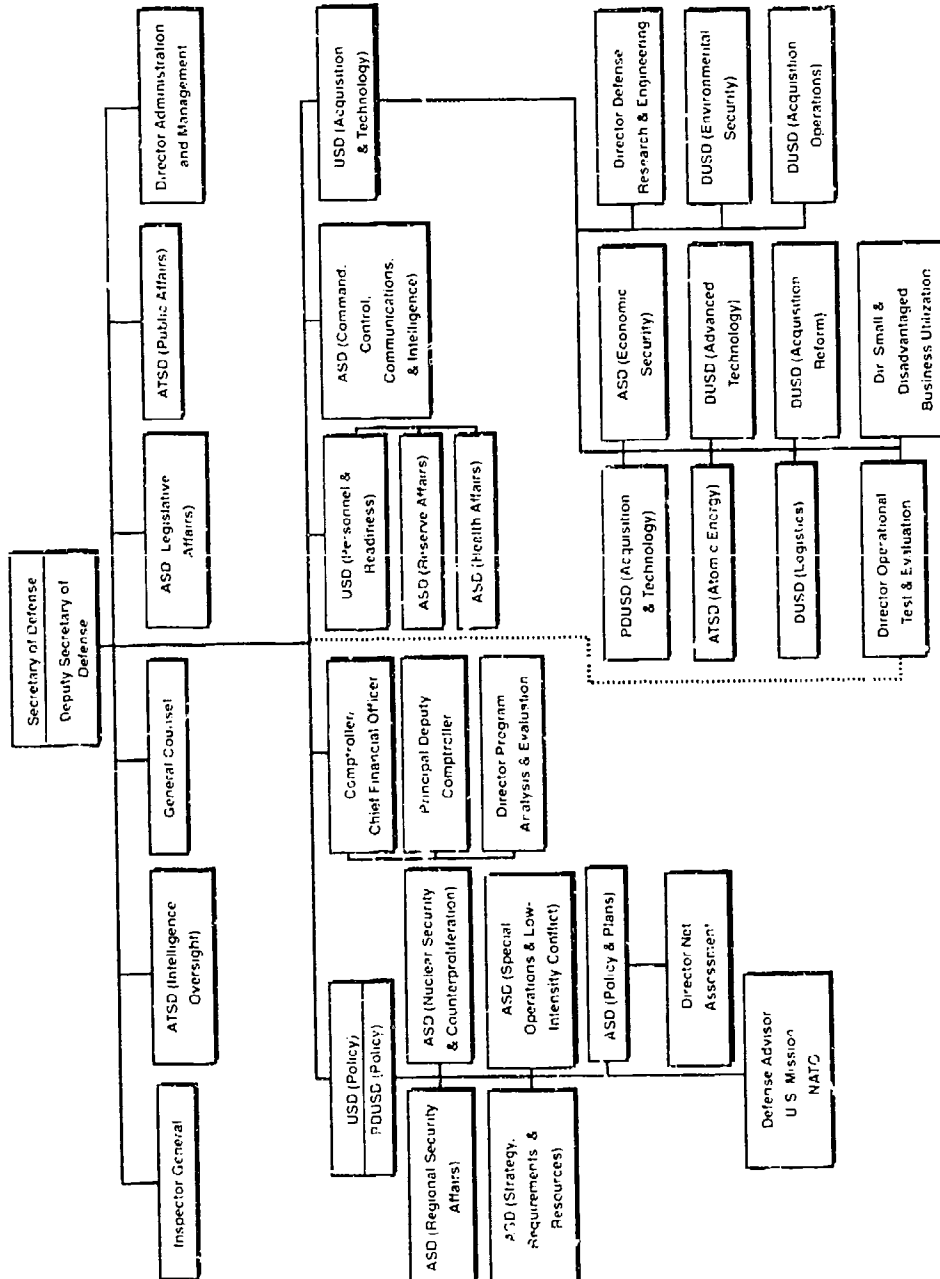 Secretary of Defense
Deputy Secretary of
Defense
Inspector General
ATSD (Intelligence
Oversight)
General Counsel
ASD Legislative
Affairs)
ATSD (Public Affairs)
Director Administration
and Management
USD (Policy)
PDUSD (Policy)
ASD (Regional Security
Affairs)
ASD (Nuclear Security
& Counterproliferation)
ASD (Strategy,
Requirements &
Resources)
ASD (Special
Operations & Low-
Intensity Conflict)
ASD (Policy & Plans)
Director Net
Assessment
Defense Advisor
U S Mission
NATO
Comptroller/
Chief Financial Officer
Principal Deputy
Comptroller
Director Program
Analysis & Evaluation
USD (Personnel &
Readiness)
ASD (Reserve Affairs)
ASD (Health Affairs)
ASD (Command,
Control,
Communications,
& Intelligence)
USD (Acquisition
& Technology)
PDUSD (Acquisition
& Technology)
ATSD (Atomic Energy)
DUSD (Logistics)
Director Operational
Test & Evaluation
ASD (Economic
Security)
DUSD (Advanced
Technology)
DUSD (Acquisition
Reform)
Dir Small &
Disadvantaged
Business Utilization
Director Defense
Research & Engineering
DUSD (Environmental
Security)
DUSD (Acquisition
Operations)